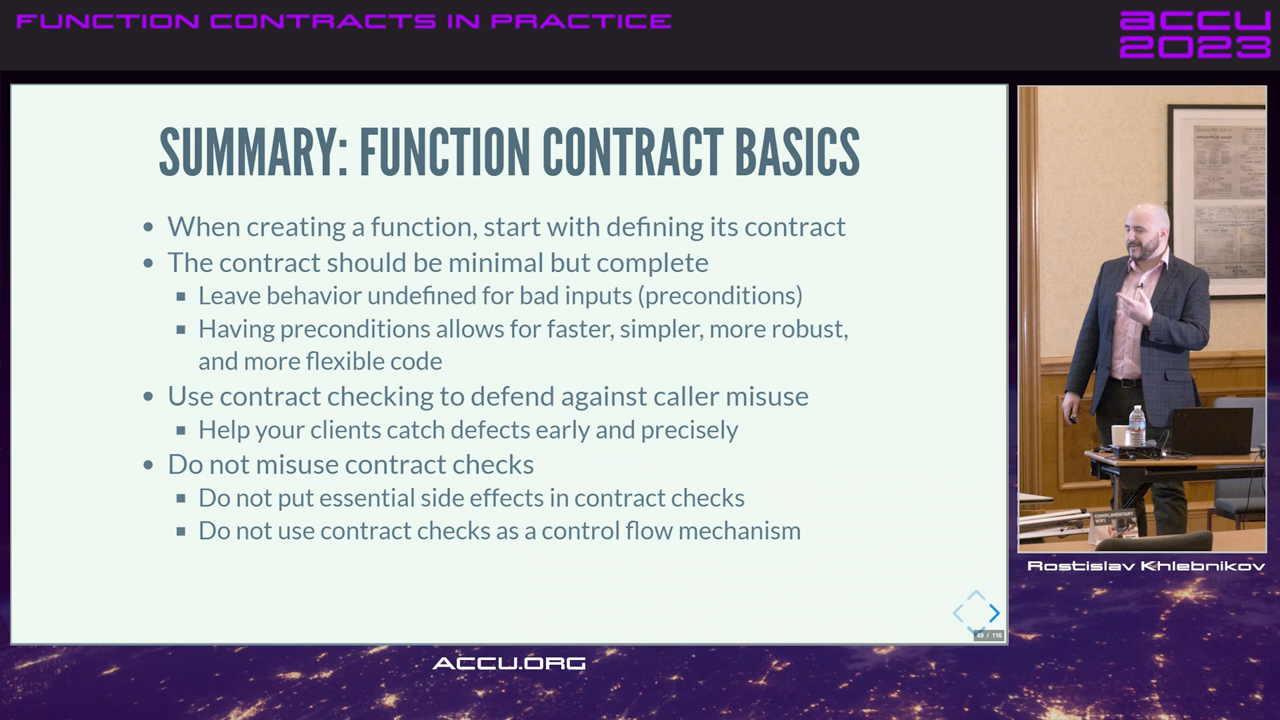 FUNCTION CONTRACTS IN PRACTICE
accu
2023
SUMMARY: FUNCTION CONTRACT BASICS
• When creating a function, start with defining its contract
• The contract should be minimal but complete
▪ Leave behavior undefined for bad inputs (preconditions)
▪ Having preconditions allows for faster, simpler, more robust,
and more flexible code
• Use contract checking to defend against caller misuse
▪ Help your clients catch defects early and precisely
• Do not misuse contract checks
▪ Do not put essential side effects in contract checks
▪ Do not use contract checks as a control flow mechanism
49 / 116
COMPLIMENTARY
WIFI
Rostislav Khlebnikov
ACCU.ORG